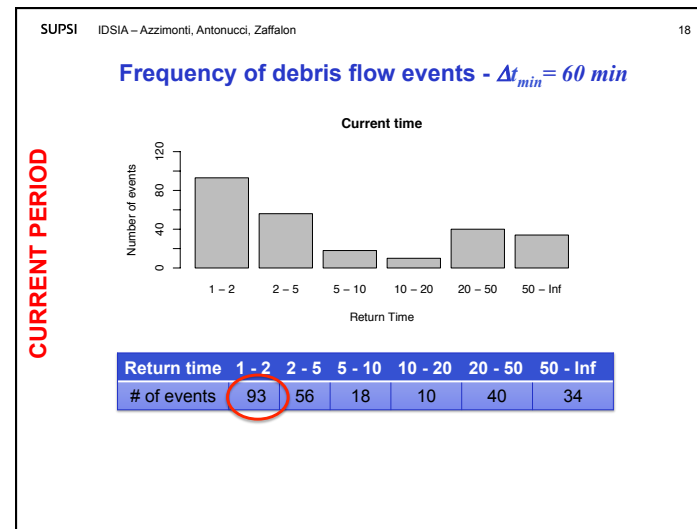 SUPSI IDSIA – Azzimonti, Antonucci, Zaffalon 18
Frequency of debris flow events - Δt_min= 60 min
CURRENT PERIOD
Current time
Number of events
120
80
40
0
1 – 2 2 – 5 5 – 10 10 – 20 20 – 50 50 – Inf
Return Time
Return time 1 - 2 2 - 5 5 - 10 10 - 20 20 - 50 50 - Inf
# of events 93 56 18 10 40 34